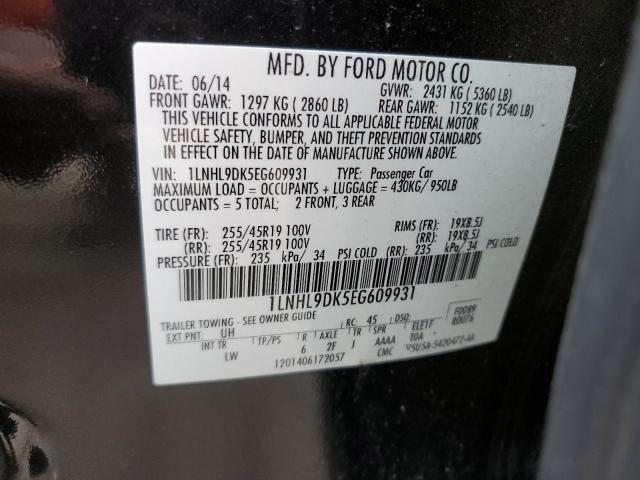 MFD. BY FORD MOTOR CO.
DATE: 06/14 GVWR: 2431 KG ( 5360 LB)
FRONT GAWR: 1297 KG ( 2860 LB) REAR GAWR: 1152 KG ( 2540 LB)
THIS VEHICLE CONFORMS TO ALL APPLICABLE FEDERAL MOTOR
VEHICLE SAFETY, BUMPER, AND THEFT PREVENTION STANDARDS
IN EFFECT ON THE DATE OF MANUFACTURE SHOWN ABOVE.
VIN: 1LNHL9DK5EG609931 TYPE: Passenger Car
MAXIMUM LOAD = OCCUPANTS + LUGGAGE = 430KG/ 950LB
OCCUPANTS = 5 TOTAL; 2 FRONT, 3 REAR
TIRE (FR): 255/45R19 100V RIMS (FR): 19X8.5J
(RR): 255/45R19 100V (RR): 19X8.5J
PRESSURE (FR): 235 kPa/ 34 PSI COLD (RR): 235 kPa/ 34 PSI COLD
1LNHL9DK5EG609931
TRAILER TOWING - SEE OWNER GUIDE
EXT PNT: UH RC: 45 DSO: F0089
R0076
INT TR TP/PS R AXLE TR SPR ELETF
LW 6 2F J AAAA TOA
1201406172057 CMC